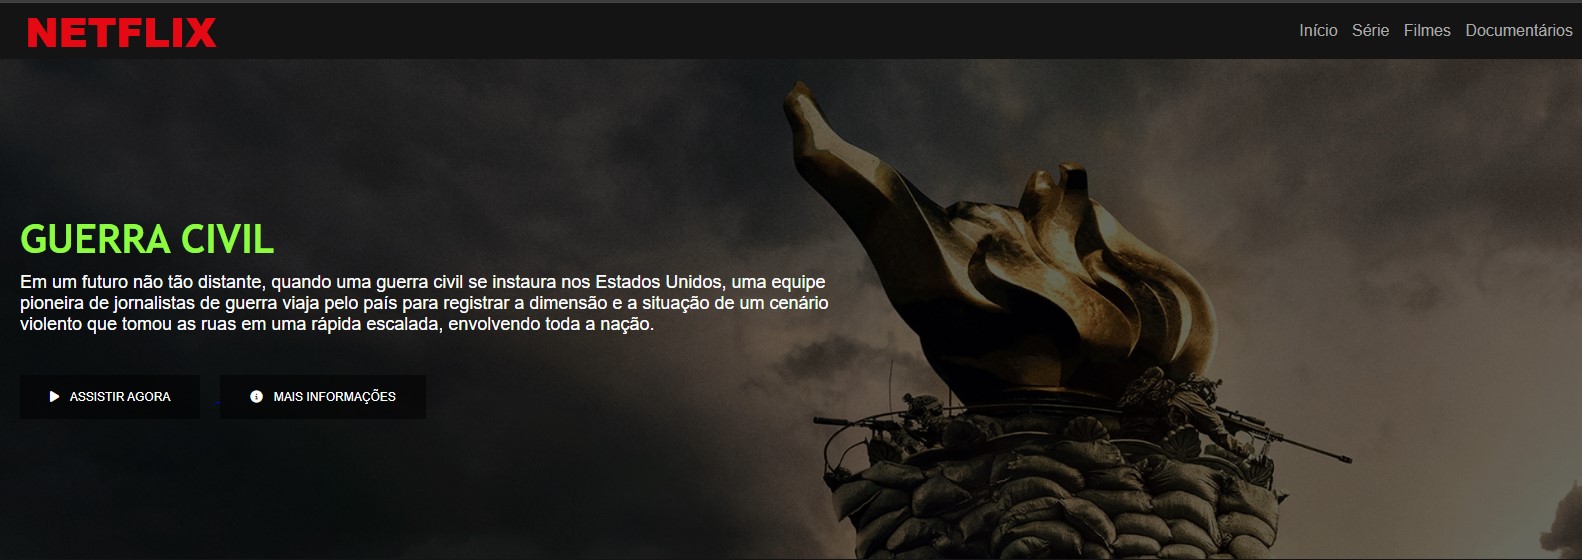 NETFLIX
Início Série Filmes Documentários
GUERRA CIVIL
Em um futuro não tão distante, quando uma guerra civil se instaura nos Estados Unidos, uma equipe
pioneira de jornalistas de guerra viaja pelo país para registrar a dimensão e a situação de um cenário
violento que tomou as ruas em uma rápida escalada, envolvendo toda a nação.
ASSISTIR AGORA MAIS INFORMAÇÕES